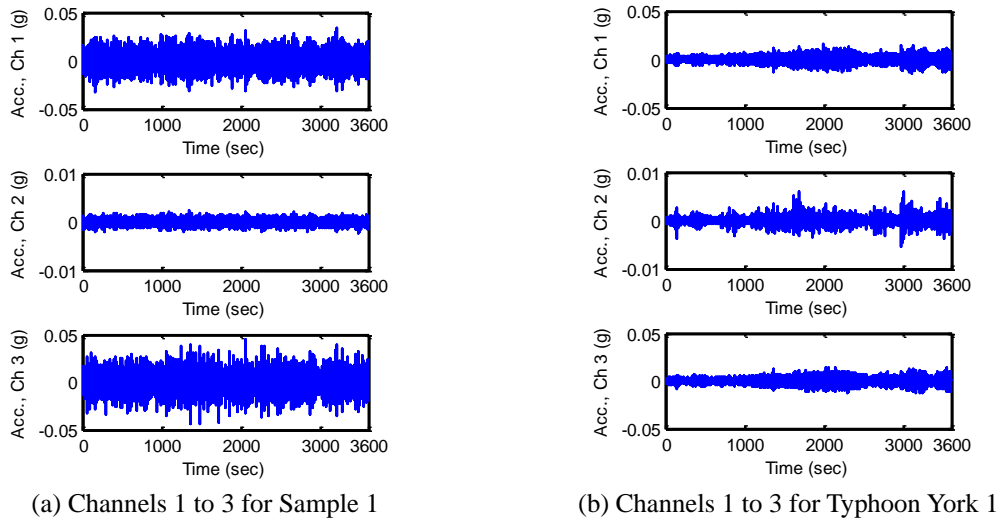 Acc., Ch 1 (g)
0.05
0
-0.05
0 1000 2000 3000 3600
Time (sec)
Acc., Ch 2 (g)
0.01
0
-0.01
0 1000 2000 3000 3600
Time (sec)
Acc., Ch 3 (g)
0.05
0
-0.05
0 1000 2000 3000 3600
Time (sec)
(a) Channels 1 to 3 for Sample 1
Acc., Ch 1 (g)
0.05
0
-0.05
0 1000 2000 3000 3600
Time (sec)
Acc., Ch 2 (g)
0.01
0
-0.01
0 1000 2000 3000 3600
Time (sec)
Acc., Ch 3 (g)
0.05
0
-0.05
0 1000 2000 3000 3600
Time (sec)
(b) Channels 1 to 3 for Typhoon York 1